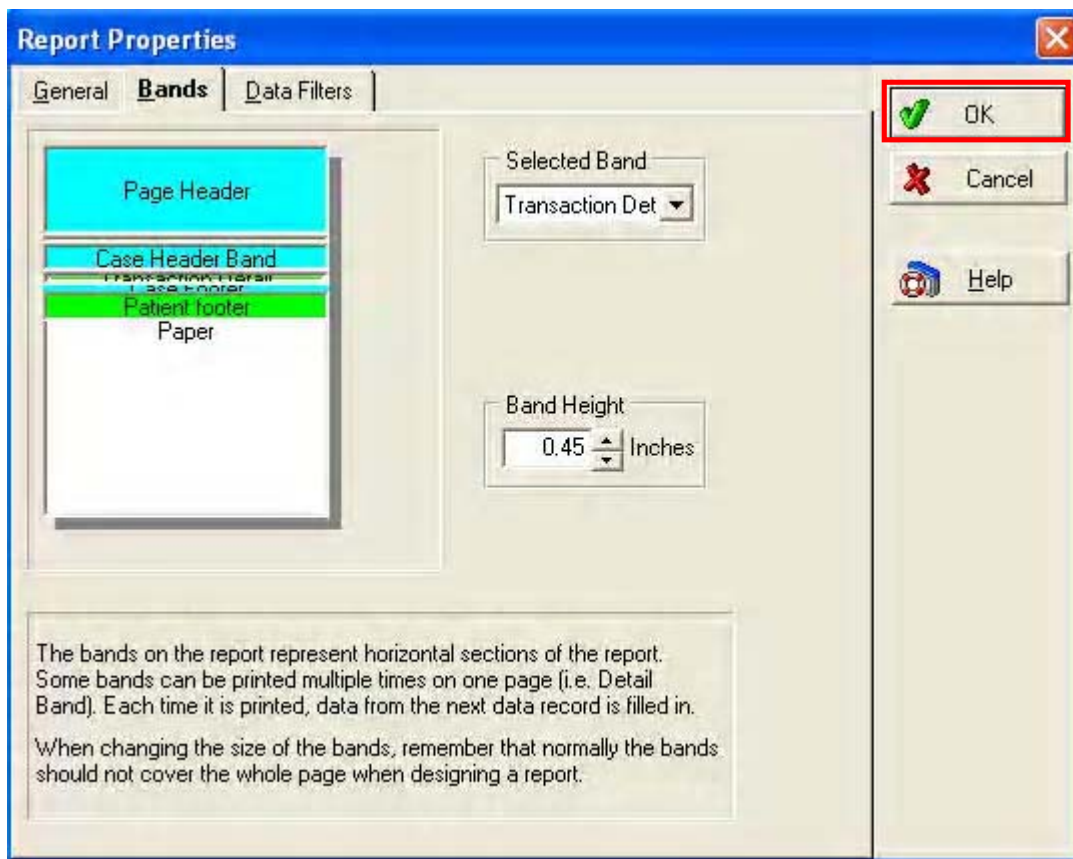 Report Properties
General Bands Data Filters
OK
Cancel
Help
Page Header
Case Header Band
Transaction Detail
Case Footer
Patient footer
Paper
Selected Band
Transaction Det
Band Height
0.45 Inches
The bands on the report represent horizontal sections of the report.
Some bands can be printed multiple times on one page (i.e. Detail
Band). Each time it is printed, data from the next data record is filled in.
When changing the size of the bands, remember that normally the bands
should not cover the whole page when designing a report.